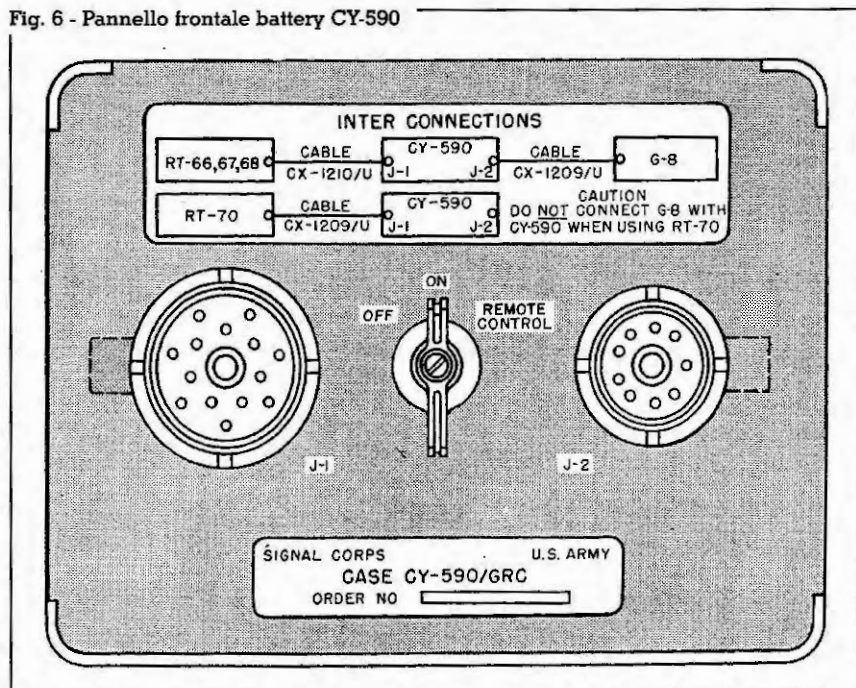 Fig. 6 - Pannello frontale battery CY-590
INTER CONNECTIONS
RT-66,67,68 CABLE CX-1210/U CY-590 J-1 J-2 CABLE CX-1209/U G-8
RT-70 CABLE CX-1209/U CY-590 J-1 J-2
CAUTION
DO NOT CONNECT G-8 WITH
CY-590 WHEN USING RT-70
ON
OFF
REMOTE
CONTROL
J-1
J-2
SIGNAL CORPS U.S. ARMY
CASE CY-590/GRC
ORDER NO